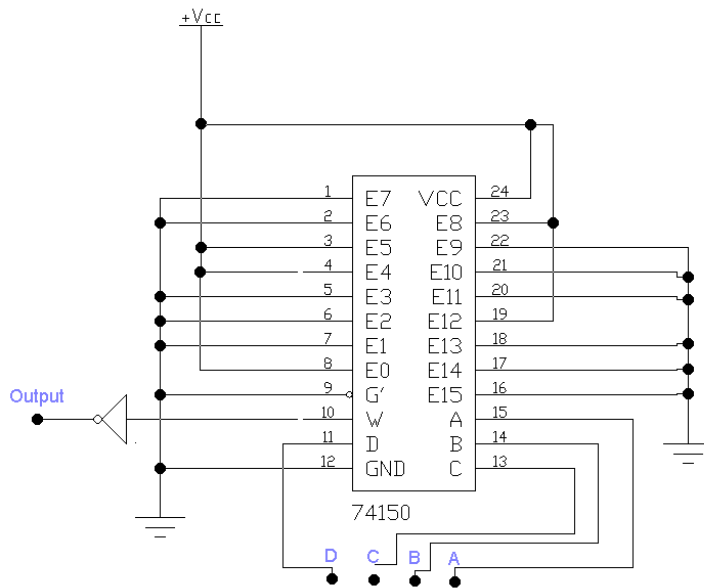 +Vcc
1 E7 VCC 24
2 E6 E8 23
3 E5 E9 22
4 E4 E10 21
5 E3 E11 20
6 E2 E12 19
7 E1 E13 18
8 E0 E14 17
9 G' E15 16
Output
10 W A 15
11 D B 14
12 GND C 13
74150
D C B A